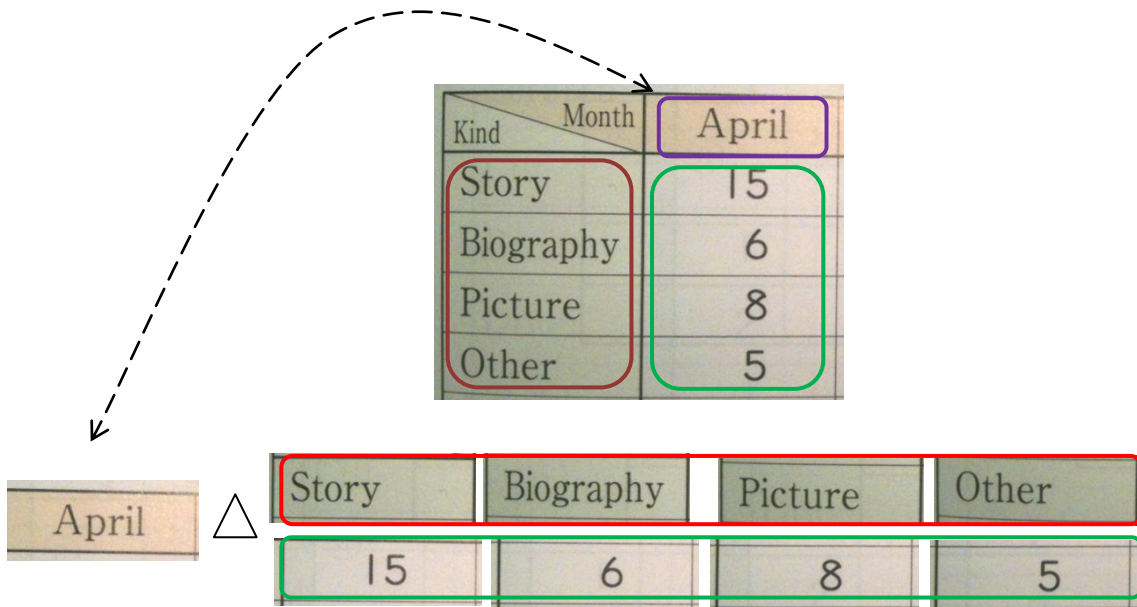 Month April
Kind
Story 15
Biography 6
Picture 8
Other 5
Story Biography Picture Other
April
15 6 8 5